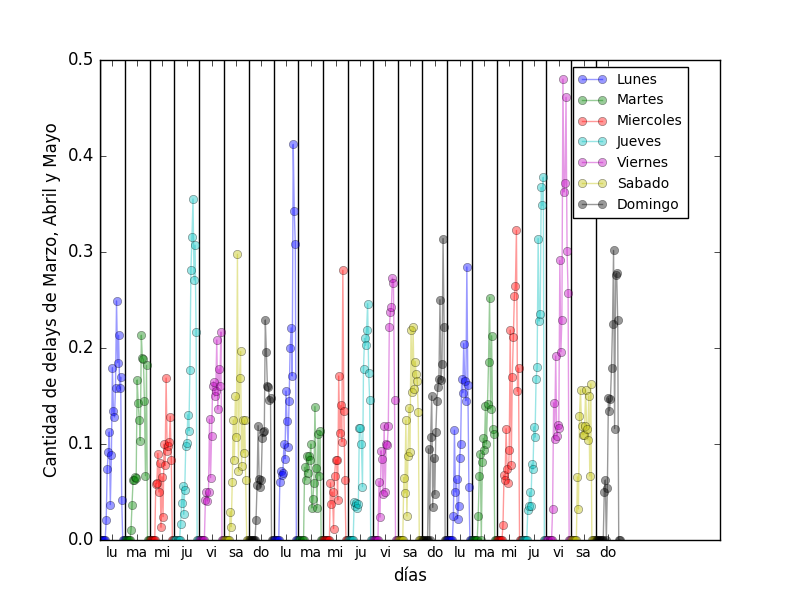 0.5
0.4
0.3
0.2
0.1
0.0
Cantidad de delays de Marzo, Abril y Mayo
Lunes
Martes
Miercoles
Jueves
Viernes
Sabado
Domingo
lu ma mi ju vi sa do lu ma mi ju vi sa do lu ma mi ju vi sa do
días